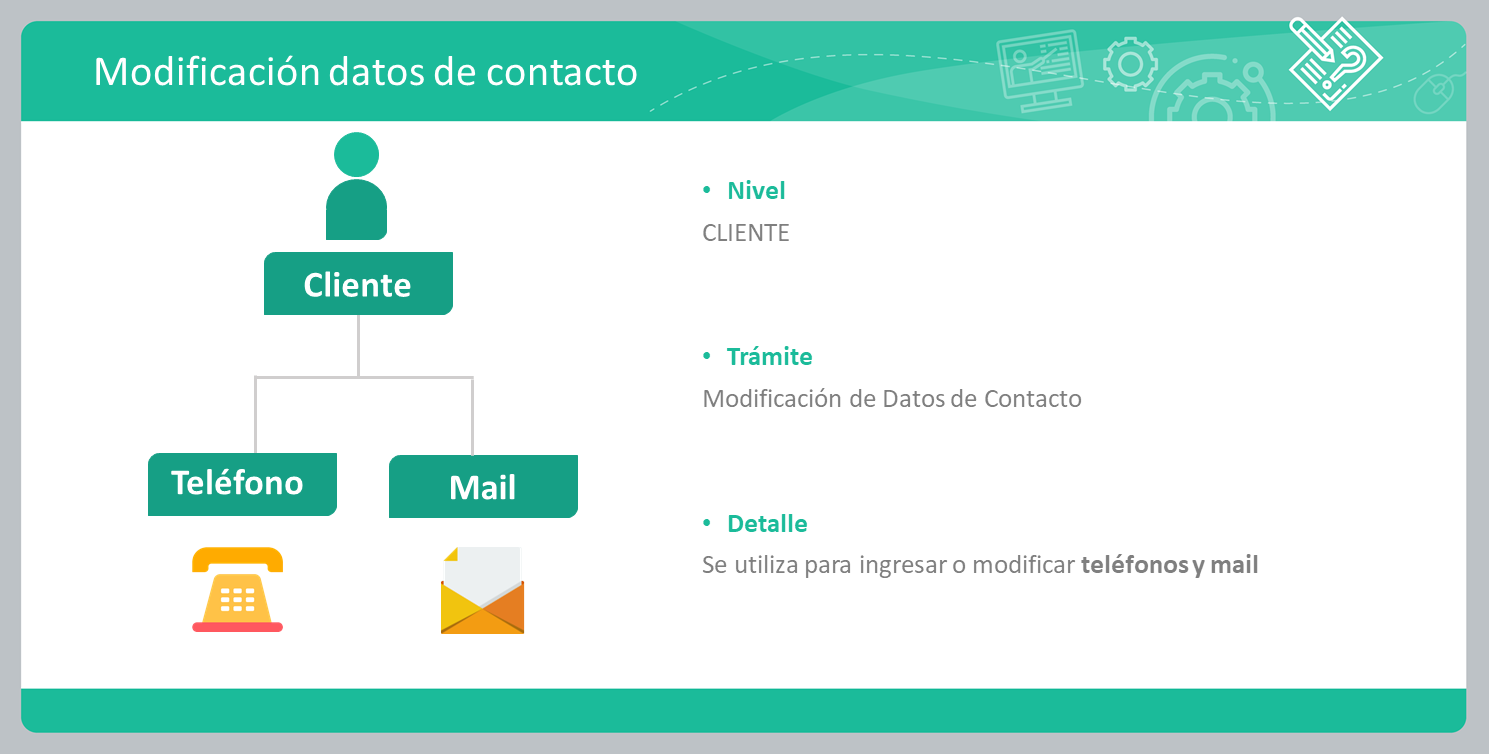 Modificación datos de contacto
Cliente
Teléfono
Mail
• Nivel
CLIENTE
• Trámite
Modificación de Datos de Contacto
• Detalle
Se utiliza para ingresar o modificar teléfonos y mail